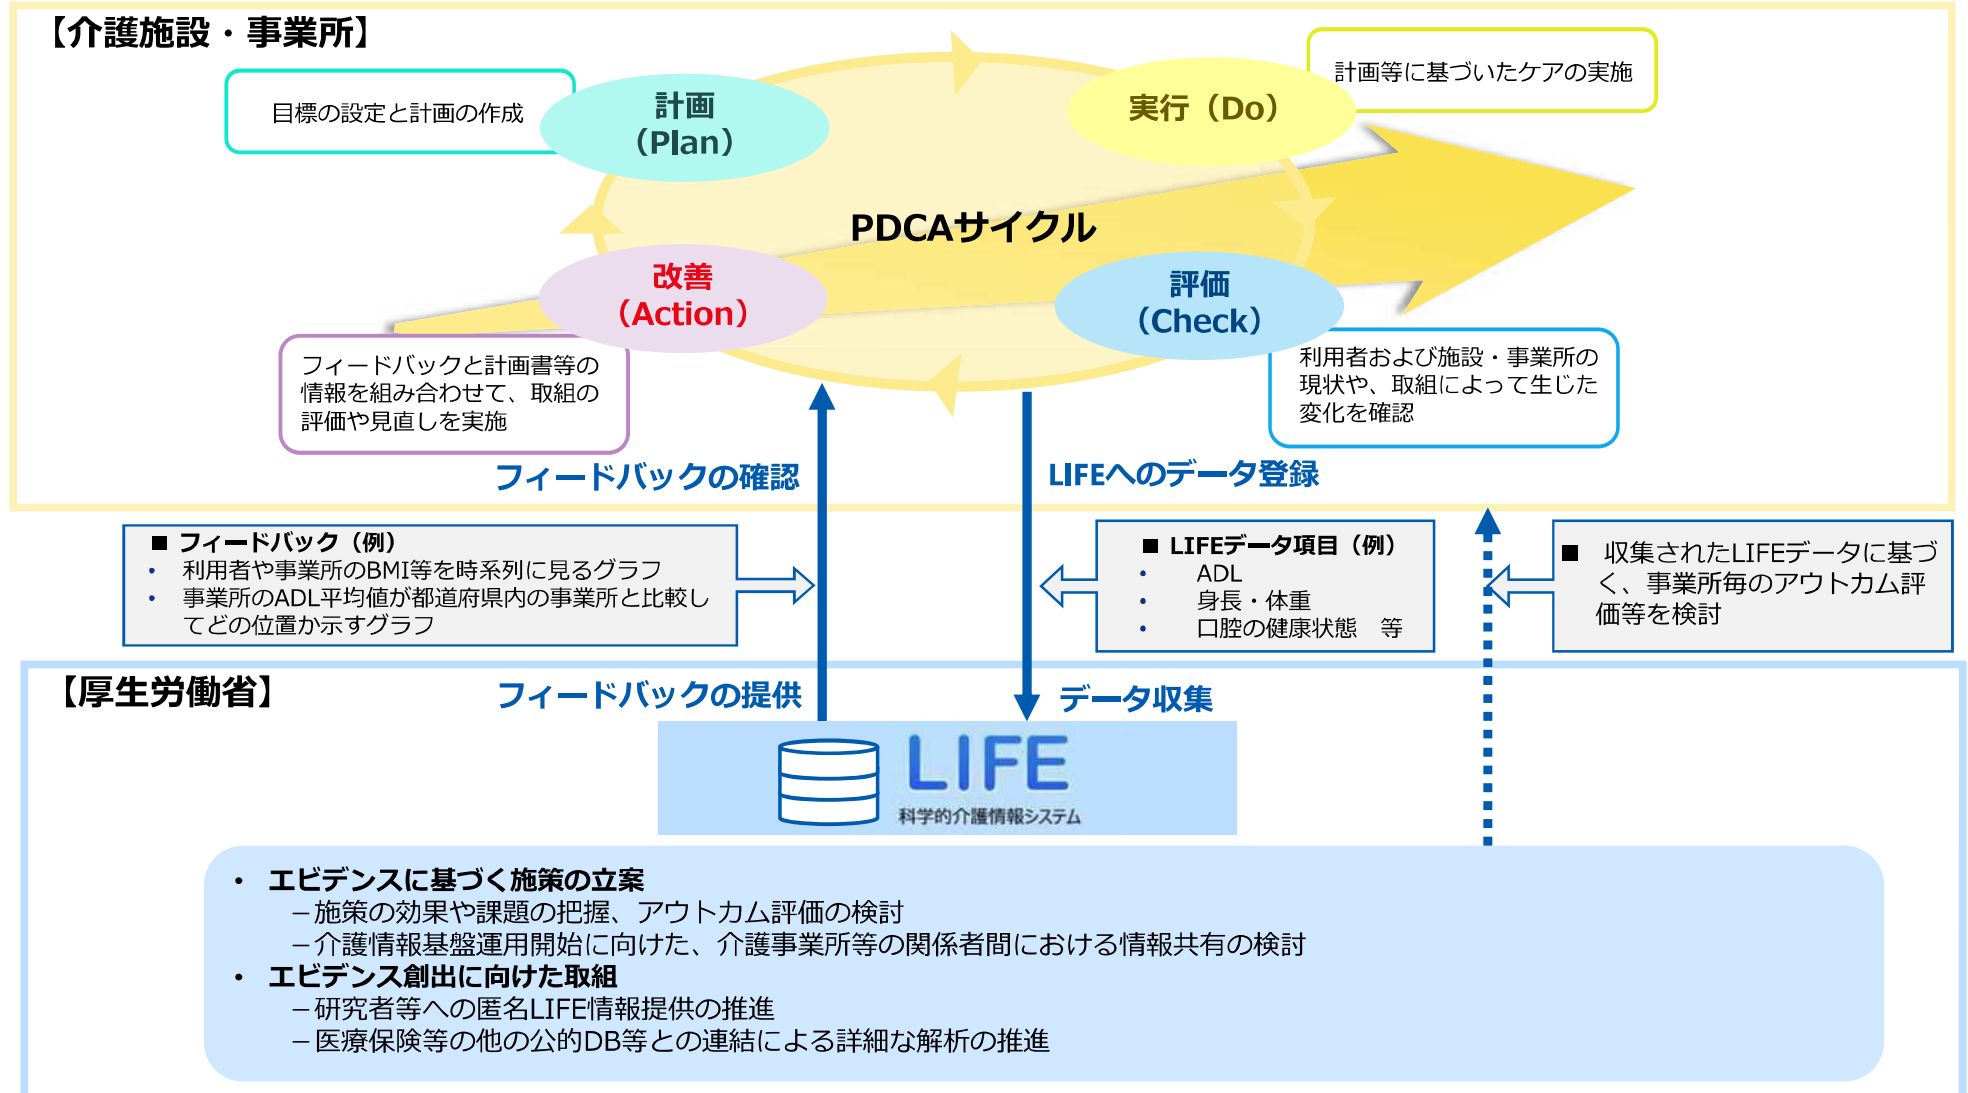 【介護施設・事業所】
目標の設定と計画の作成
計画
（Plan）
実行（Do）
計画等に基づいたケアの実施
PDCAサイクル
改善
（Action）
評価
（Check）
フィードバックと計画書等の
情報を組み合わせて、取組の
評価や見直しを実施
利用者および施設・事業所の
現状や、取組によって生じた
変化を確認
フィードバックの確認
LIFEへのデータ登録
■ フィードバック（例）
・ 利用者や事業所のBMI等を時系列に見るグラフ
・ 事業所のADL平均値が都道府県内の事業所と比較し
てどの位置か示すグラフ
■ LIFEデータ項目（例）
・ ADL
・ 身長・体重
・ 口腔の健康状態　等
■ 収集されたLIFEデータに基づ
く、事業所毎のアウトカム評
価等を検討
【厚生労働省】
フィードバックの提供
データ収集
LIFE
科学的介護情報システム
・ エビデンスに基づく施策の立案
－施策の効果や課題の把握、アウトカム評価の検討
－介護情報基盤運用開始に向けた、介護事業所等の関係者間における情報共有の検討
・ エビデンス創出に向けた取組
－研究者等への匿名LIFE情報提供の推進
－医療保険等の他の公的DB等との連結による詳細な解析の推進